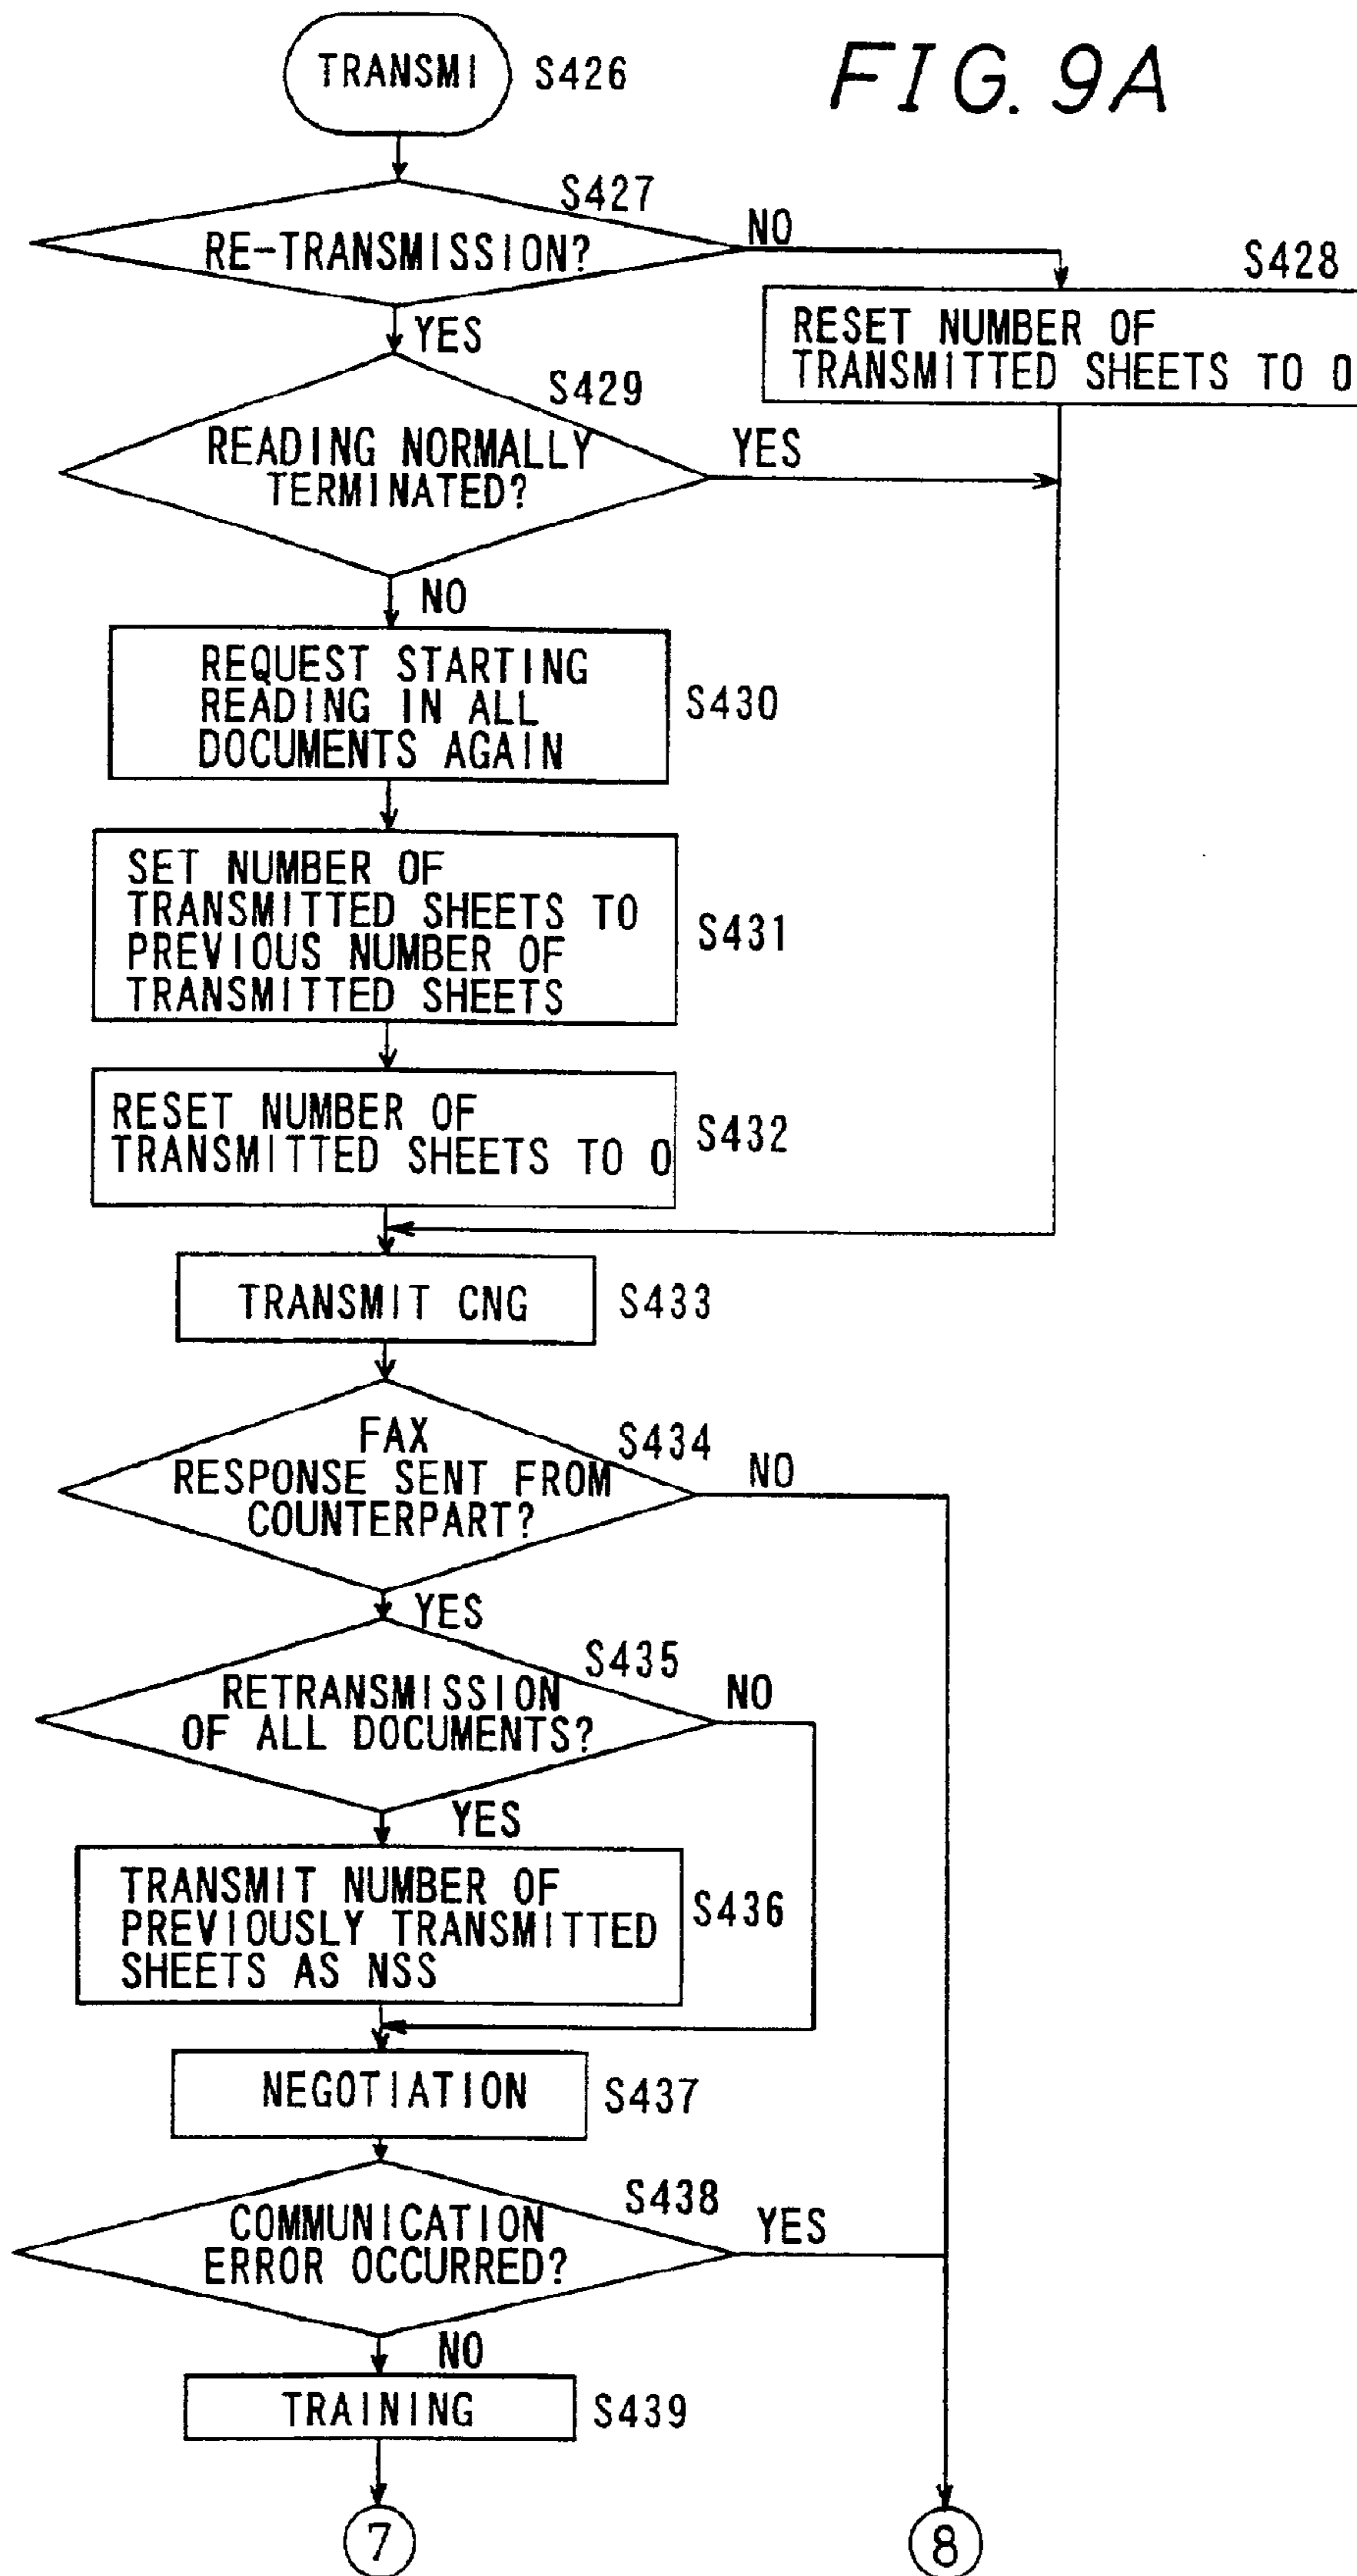 FIG. 9A
TRANSMI
S426
S427
RE-TRANSMISSION?
NO
YES
S428
RESET NUMBER OF
TRANSMITTED SHEETS TO 0
S429
READING NORMALLY
TERMINATED?
YES
NO
REQUEST STARTING
READING IN ALL
DOCUMENTS AGAIN
S430
SET NUMBER OF
TRANSMITTED SHEETS TO
PREVIOUS NUMBER OF
TRANSMITTED SHEETS
S431
RESET NUMBER OF
TRANSMITTED SHEETS TO 0
S432
TRANSMIT CNG
S433
FAX
RESPONSE SENT FROM
COUNTERPART?
S434
NO
YES
S435
RETRANSMISSION
OF ALL DOCUMENTS?
NO
YES
TRANSMIT NUMBER OF
PREVIOUSLY TRANSMITTED
SHEETS AS NSS
S436
NEGOTIATION
S437
S438
COMMUNICATION
ERROR OCCURRED?
YES
NO
TRAINING
S439
7
8